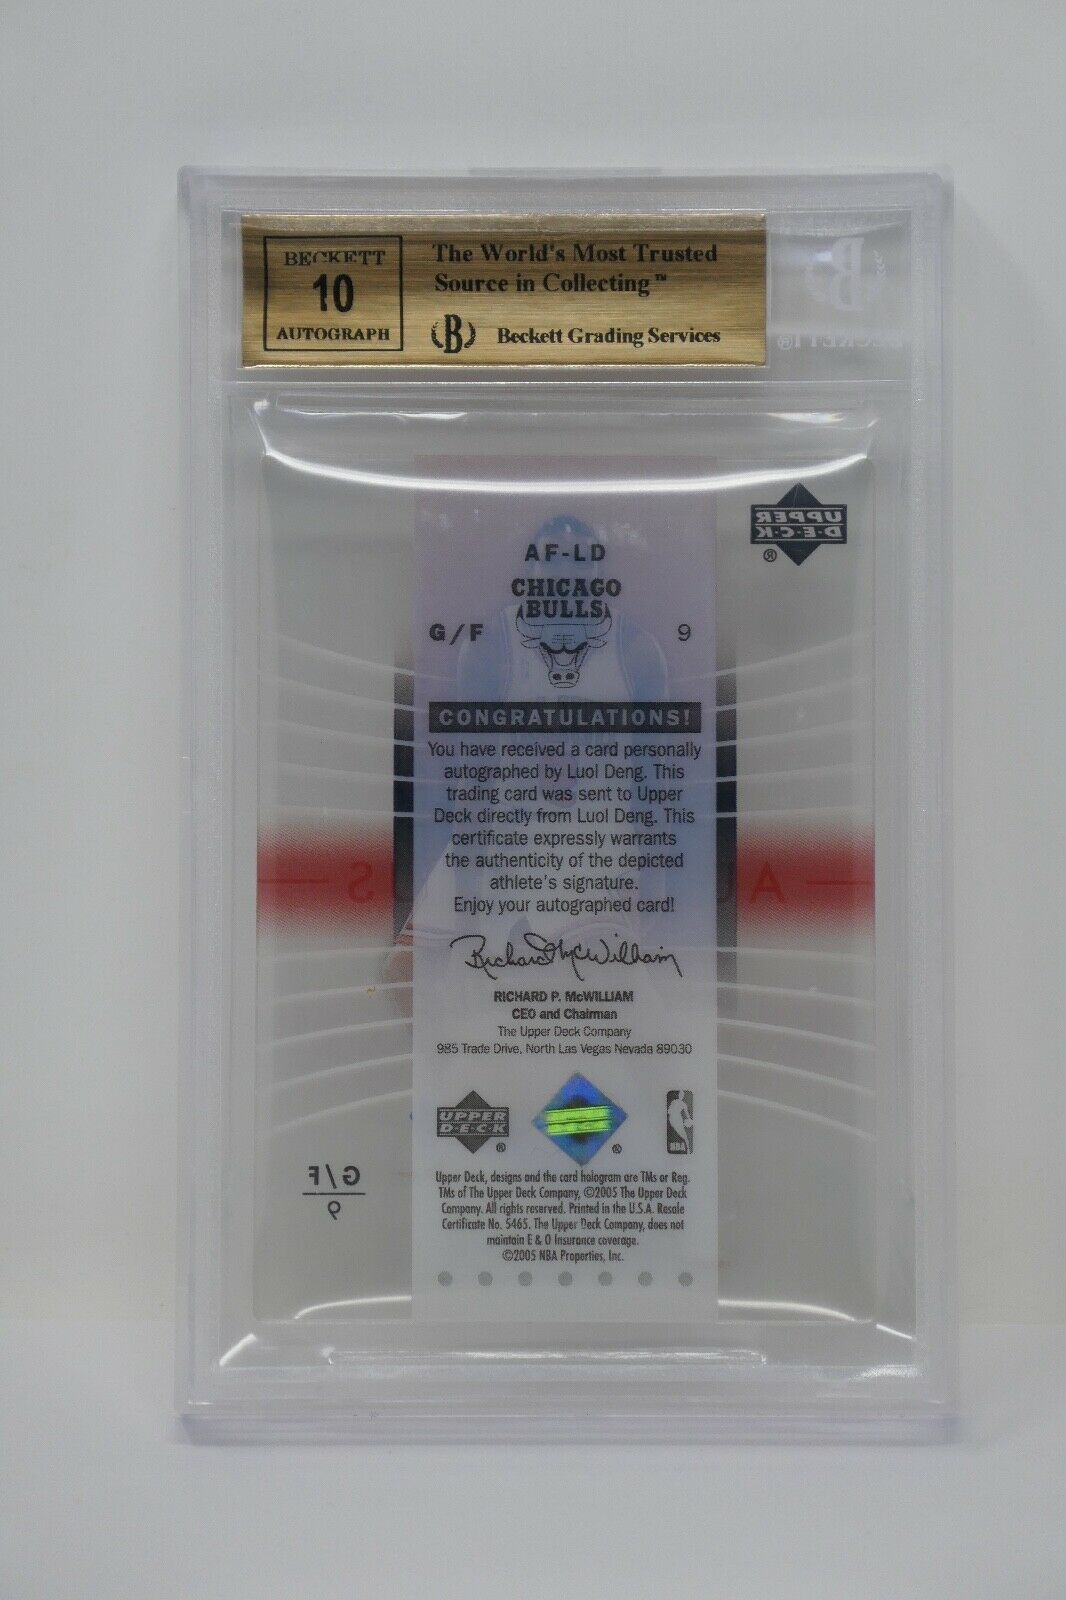 BECKETT
10
AUTOGRAPH
The World's Most Trusted
Source in Collecting™
B
Beckett Grading Services
B
BECKETT®
UPPER
D·E·C·K
®
AF-LD
CHICAGO
BULLS
G/F
9
CONGRATULATIONS!
You have received a card personally
autographed by Luol Deng. This
trading card was sent to Upper
Deck directly from Luol Deng. This
certificate expressly warrants
the authenticity of the depicted
athlete's signature.
Enjoy your autographed card!
Richard McWilliam
RICHARD P. McWILLIAM
CEO and Chairman
The Upper Deck Company
985 Trade Drive, North Las Vegas Nevada 89030
UPPER
D·E·C·K
®
®
NBA
G/F
9
Upper Deck, designs and the card hologram are TMs or Reg.
TMs of The Upper Deck Company, ©2005 The Upper Deck
Company. All rights reserved. Printed in the U.S.A. Resale
Certificate No. 5465. The Upper Deck Company, does not
maintain E & O Insurance coverage.
©2005 NBA Properties, Inc.